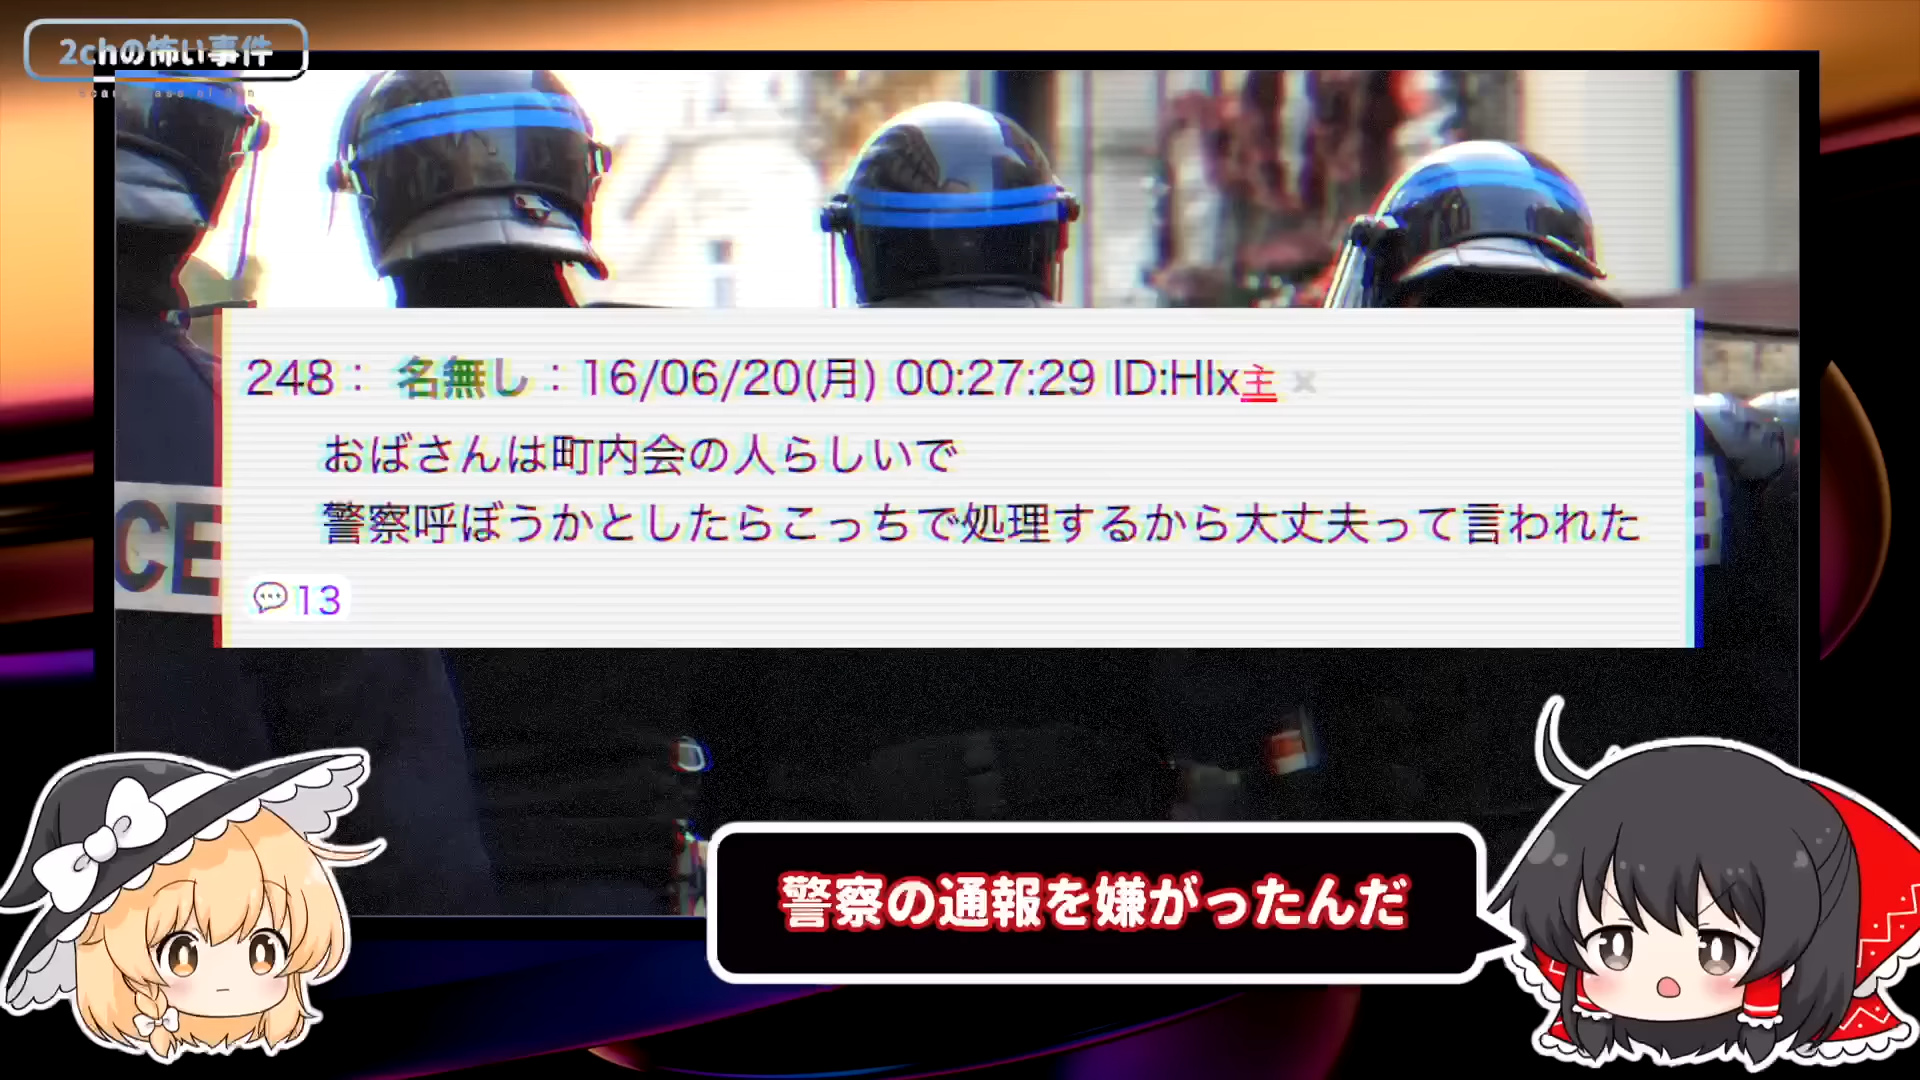 2chの怖い事件
248： 名無し：16/06/20(月) 00:27:29 ID:HIx主 ×
おばさんは町内会の人らしいで
警察呼ぼうかとしたらこっちで処理するから大丈夫って言われた
CE
13
警察の通報を嫌がったんだ